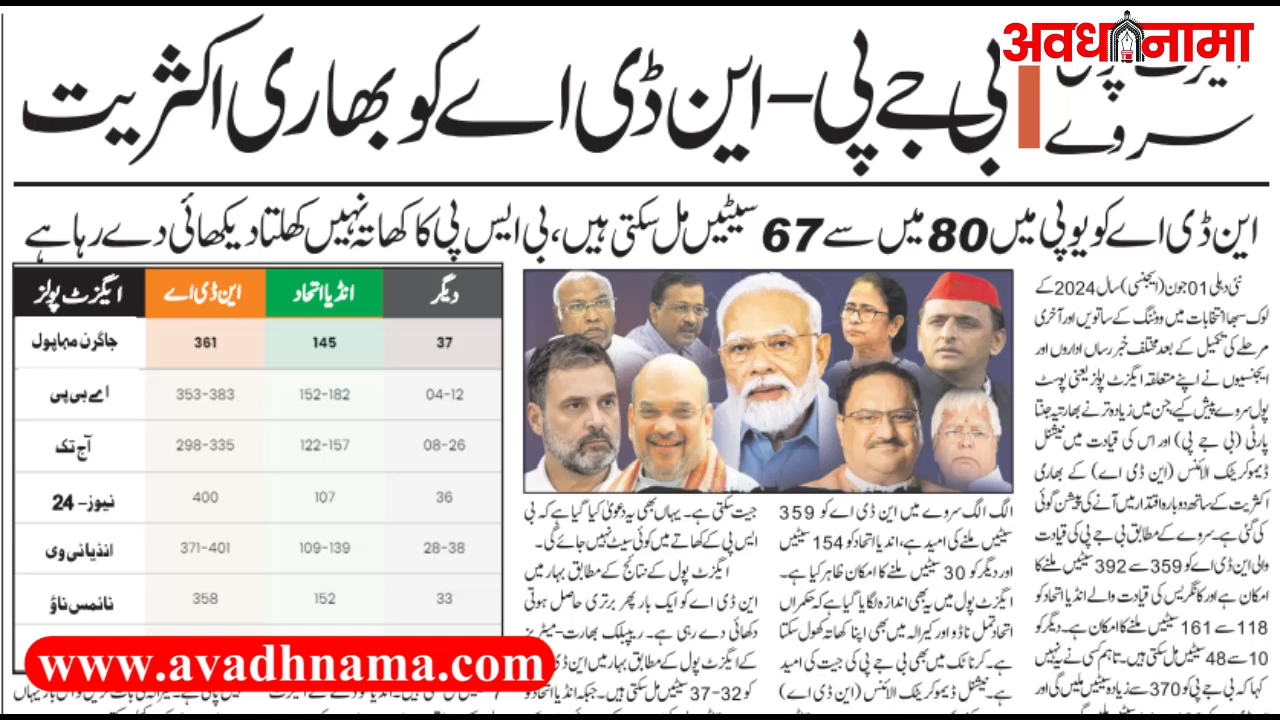 अवधनामा
سروے
بی جے پی – این ڈی اے کو بھاری اکثریت
این ڈی اے کو یوپی میں 80 میں سے 67 سیٹیں مل سکتی ہیں، بی ایس پی کا کھاتہ نہیں کھلتا دیکھائی دے رہا ہے
ایگزٹ پولز این ڈی اے انڈیا اتحاد دیگر
جاگرن مہا پول 361 145 37
اے بی پی 353-383 152-182 04-12
آج تک 298-335 122-157 08-26
نیوز – 24 400 107 36
انڈیا ٹی وی 371-401 109-139 28-38
ٹائمس ناؤ 358 152 33
نئی دہلی 01 جون (ایجنسی) سال 2024 کے
لوک سبھا انتخابات میں ووٹنگ کے ساتویں اور آخری
مرحلے کی تکمیل کے بعد مختلف خبر رساں اداروں اور
ایجنسیوں نے اپنے متعلقہ ایگزٹ پولز یعنی پوسٹ
پول سروے پیش کیے، جن میں زیادہ تر نے بھارتیہ جنتا
پارٹی (بی جے پی) اور اس کی قیادت میں نیشنل
ڈیموکریٹک الائنس (این ڈی اے) کے بھاری
اکثریت کے ساتھ دوبارہ اقتدار میں آنے کی پیشن گوئی
کی گئی ہے۔ سروے کے مطابق بی جے پی کی قیادت
والی این ڈی اے کو 359 سے 392 سیٹیں ملنے کا
امکان ہے اور کانگریس کی قیادت والے انڈیا اتحاد کو
118 سے 161 سیٹیں ملنے کا امکان ہے۔ دیگر کو
10 سے 48 سیٹیں مل سکتی ہیں۔ تاہم کسی نے یہ نہیں
کہا کہ بی جے پی کو 370 سے زیادہ سیٹیں ملیں گی اور
الگ الگ سروے میں این ڈی اے کو 359
سیٹیں ملنے کی امید ہے، انڈیا اتحاد کو 154 سیٹیں
اور دیگر کو 30 سیٹیں ملنے کا امکان ظاہر کیا ہے۔
ایگزٹ پول میں یہ بھی اندازہ لگایا گیا ہے کہ حکمراں
اتحاد تمل ناڈو اور کیرالہ میں بھی اپنا کھاتہ کھول سکتا
ہے۔ کرناٹک میں بھی بی جے پی کی جیت کی امید
ہے۔ نیشنل ڈیموکریٹک الائنس (این ڈی اے)
جیت سکتی ہے۔ یہاں بھی یہ دعویٰ کیا گیا ہے کہ بی
ایس پی کے کھاتے میں کوئی سیٹ نہیں جائے گی۔
ایگزٹ پول کے نتائج کے مطابق بہار میں
این ڈی اے کو ایک بار پھر برتری حاصل ہوتی
دکھائی دے رہی ہے۔ ریپبلک بھارت – میٹریز
کے ایگزٹ پول کے مطابق بہار میں این ڈی
کو 32-37 سیٹیں مل سکتی ہیں۔ جبکہ انڈیا اتحاد کو
www.avadhnama.com